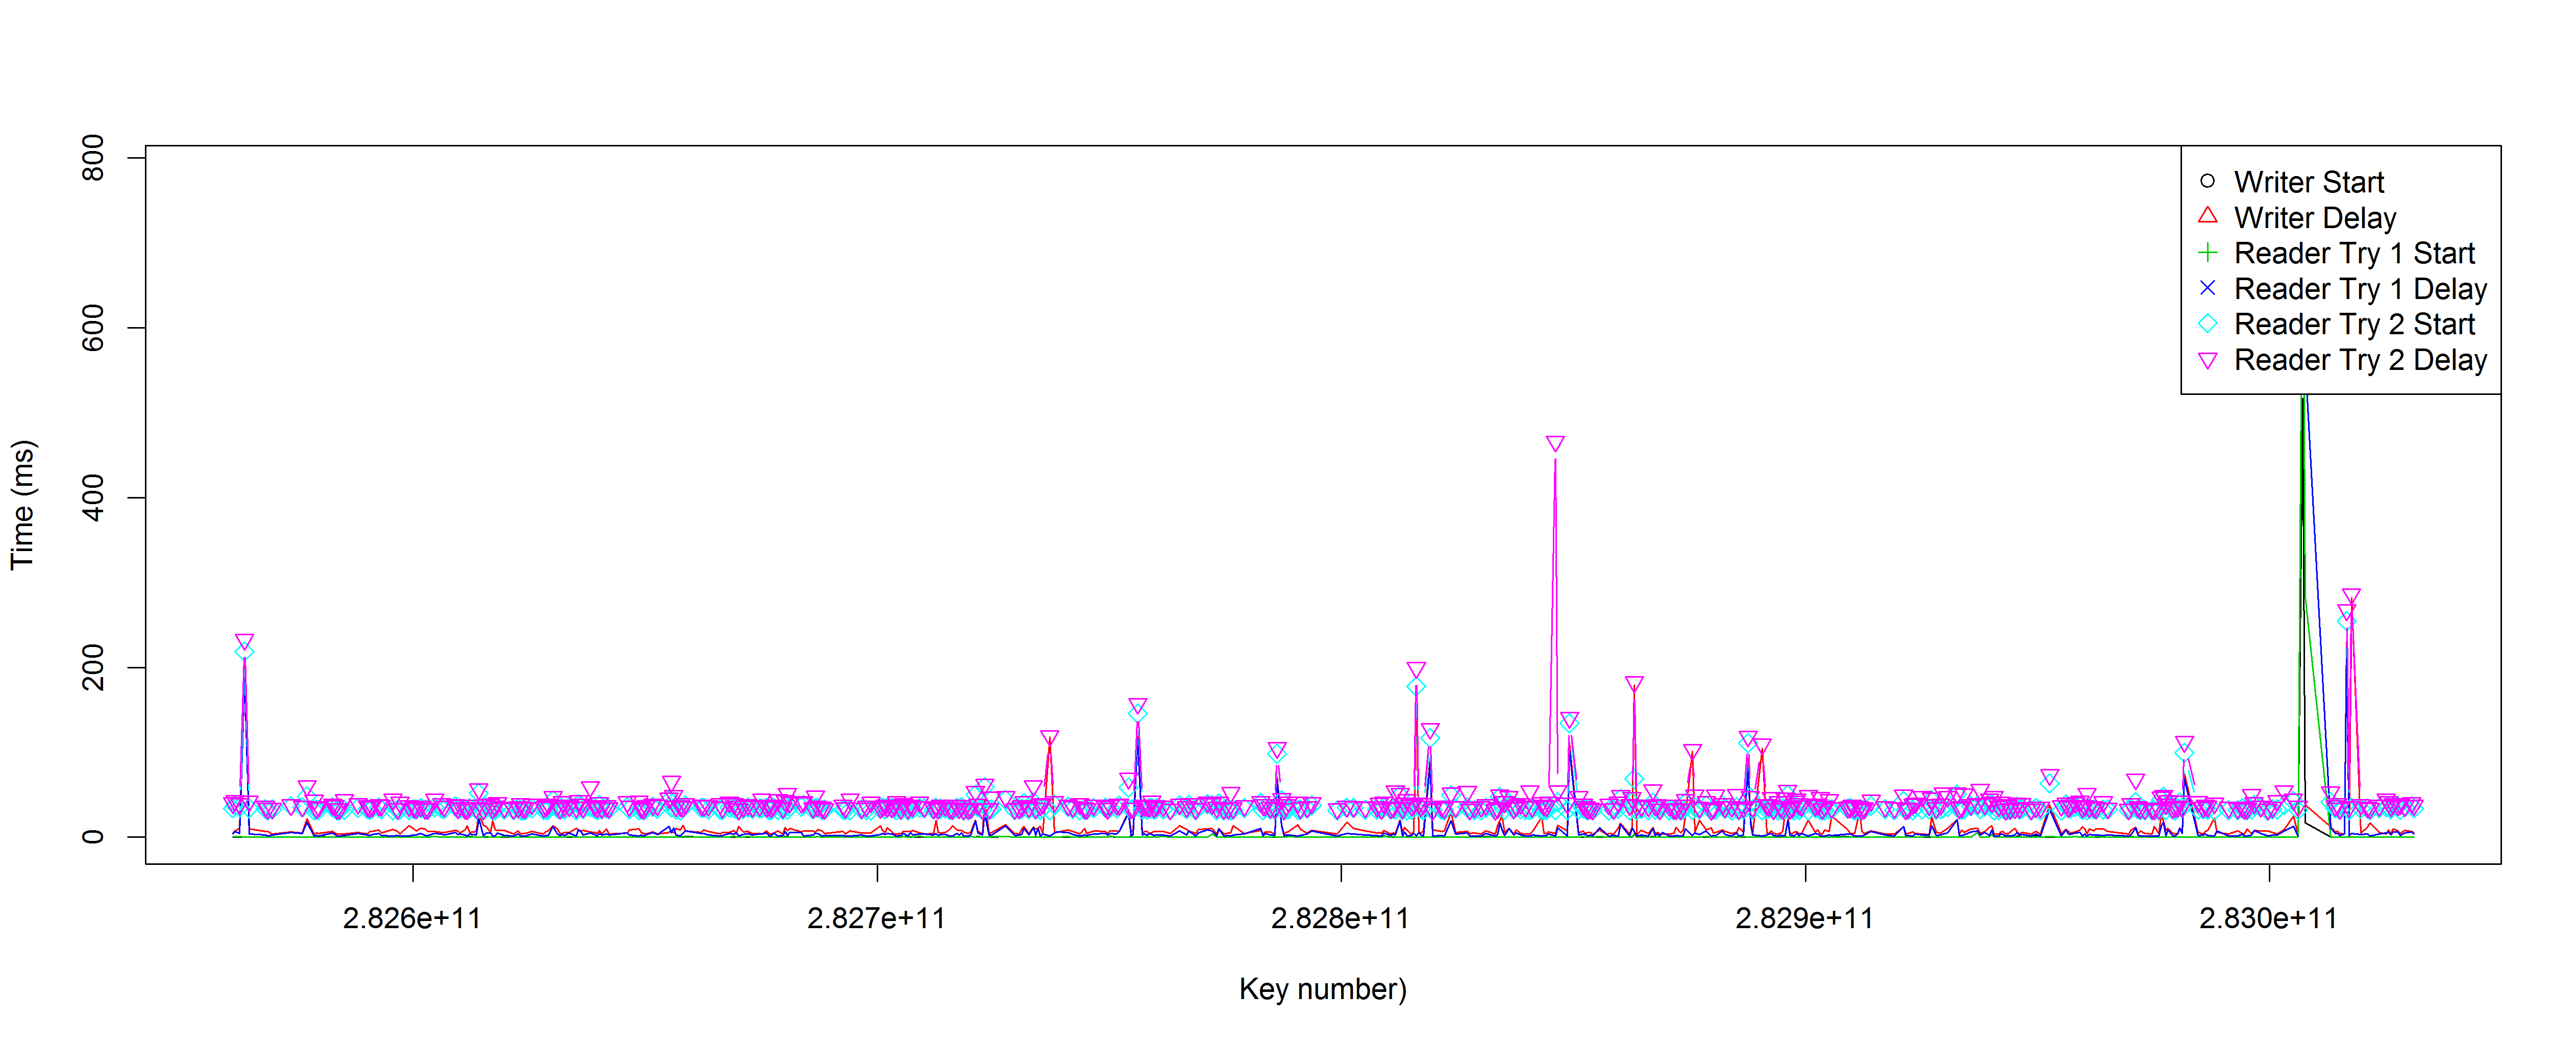 800
600
400
200
0
Time (ms)
Writer Start
Writer Delay
Reader Try 1 Start
Reader Try 1 Delay
Reader Try 2 Start
Reader Try 2 Delay
2.826e+11 2.827e+11 2.828e+11 2.829e+11 2.830e+11
Key number)